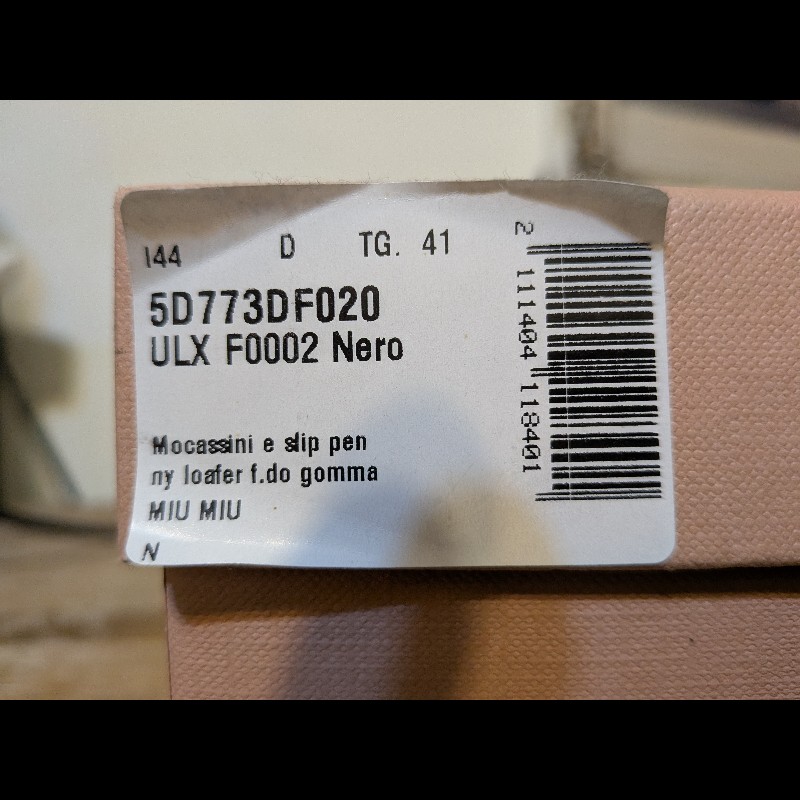 I44 D TG. 41
5D773DF020
ULX F0002 Nero
Mocassini e slip pen
ny loafer f.do gomma
MIU MIU
N
2 111404 118401